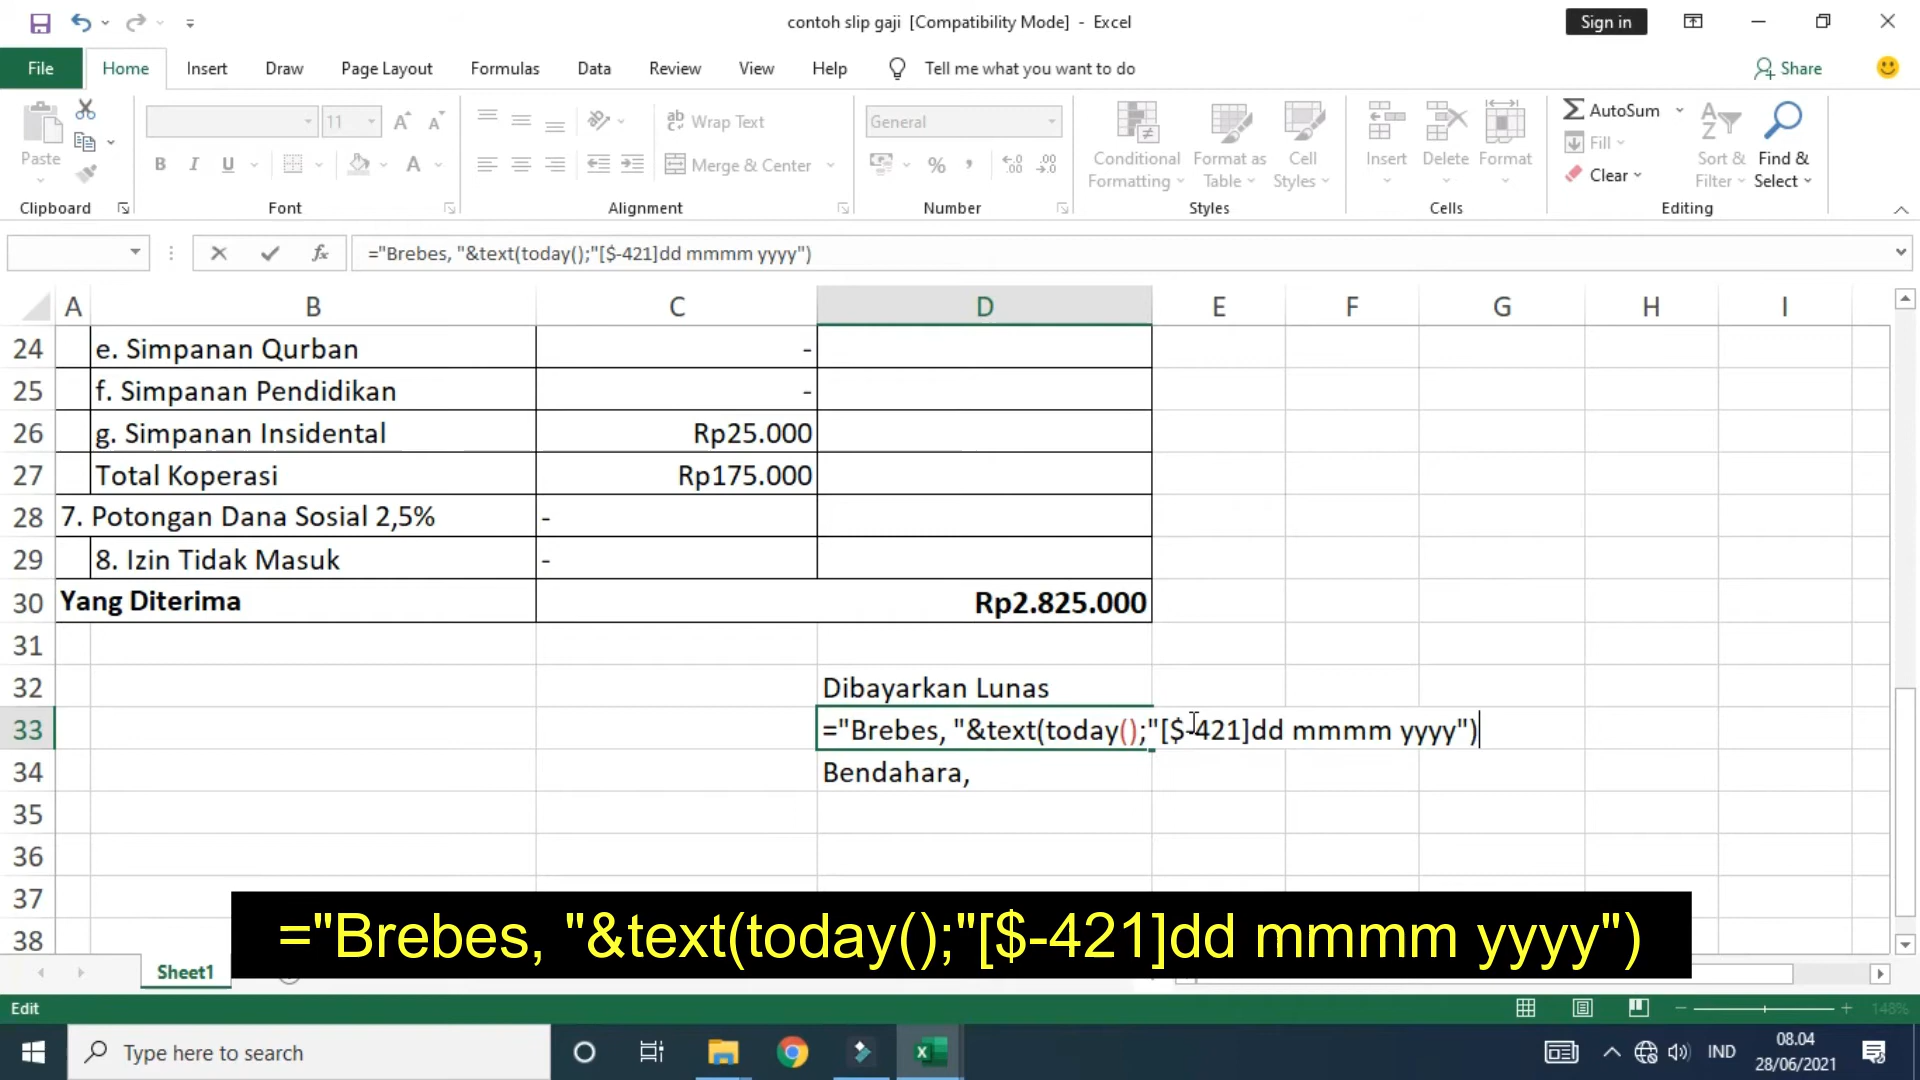 contoh slip gaji [Compatibility Mode] - Excel
Sign in
File Home Insert Draw Page Layout Formulas Data Review View Help Tell me what you want to do Share
Paste
Clipboard
11
B I U A
Font
Wrap Text
Merge & Center
Alignment
General
%
Number
Conditional Formatting
Format as Table
Cell Styles
Styles
Insert
Delete
Format
Cells
AutoSum
Fill
Clear
Sort & Filter
Find & Select
Editing
fx ="Brebes, "&text(today();"[$-421]dd mmmm yyyy")
A B C D E F G H I
24 e. Simpanan Qurban -
25 f. Simpanan Pendidikan -
26 g. Simpanan Insidental Rp25.000
27 Total Koperasi Rp175.000
28 7. Potongan Dana Sosial 2,5% -
29 8. Izin Tidak Masuk -
30 Yang Diterima Rp2.825.000
31
32 Dibayarkan Lunas
33 ="Brebes, "&text(today();"[$-421]dd mmmm yyyy")
34 Bendahara,
35
36
37
38
="Brebes, "&text(today();"[$-421]dd mmmm yyyy")
Sheet1
Edit
148%
Type here to search
IND
08.04
28/06/2021